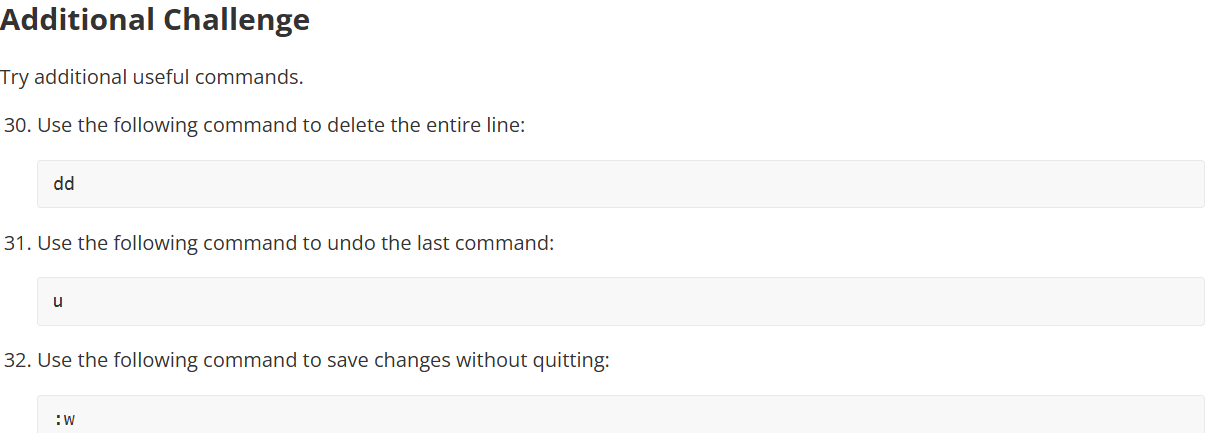 Additional Challenge
Try additional useful commands.
30. Use the following command to delete the entire line:
dd
31. Use the following command to undo the last command:
u
32. Use the following command to save changes without quitting:
:w